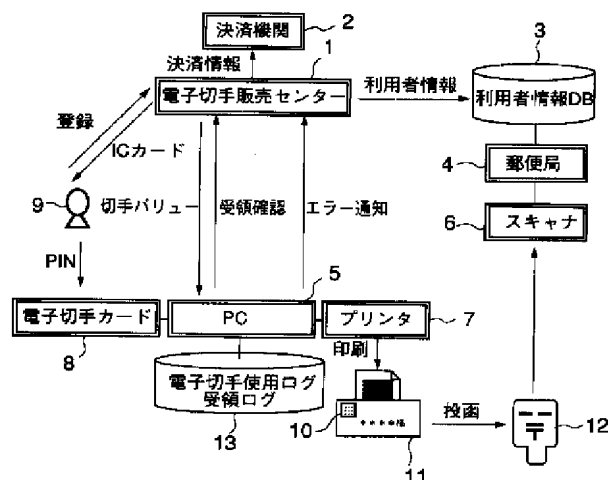 決済機関
2
決済情報
1
3
電子切手販売センター
利用者情報
利用者情報DB
登録
ICカード
4
郵便局
9
切手バリュー
受領確認
エラー通知
6
スキャナ
PIN
5
電子切手カード
PC
プリンタ
7
8
印刷
電子切手使用ログ
受領ログ
13
10
****様
投函
〒
12
11